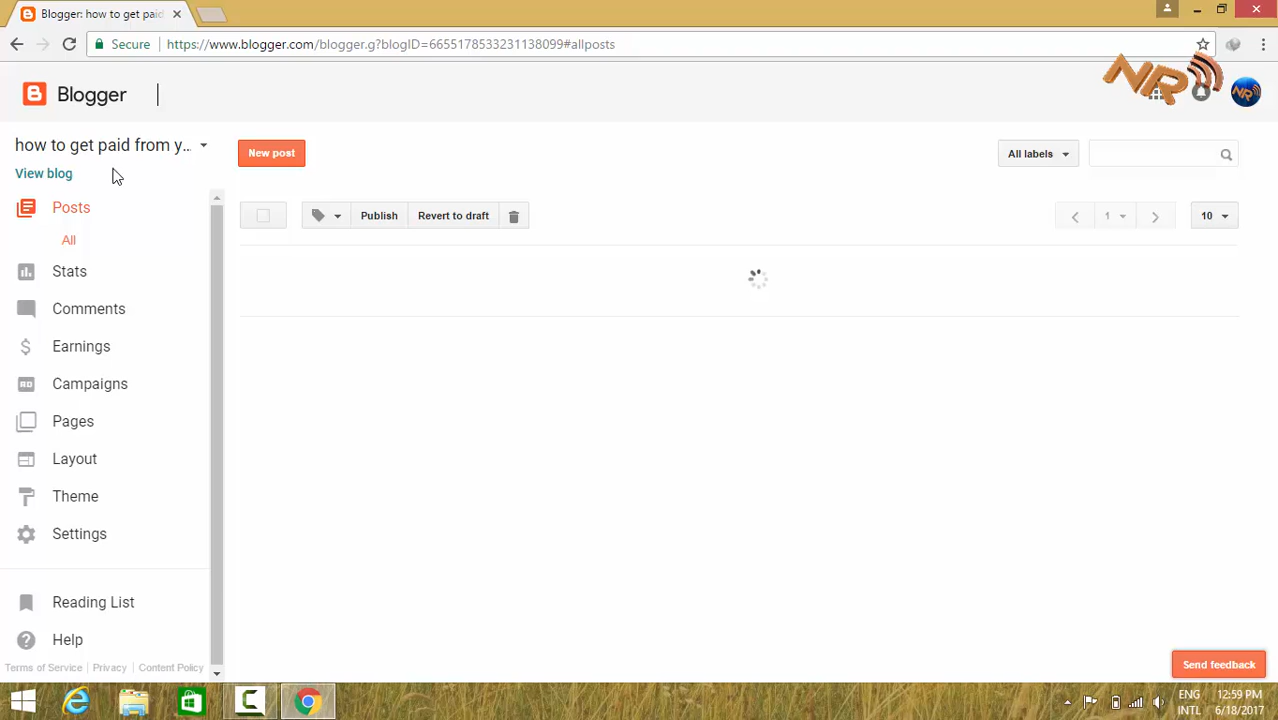 Blogger: how to get paid
Secure
https://www.blogger.com/blogger.g?blogID=6655178533231138099#allposts
Blogger
NR
NR
how to get paid from y...
View blog
New post
All labels
Posts
All
Publish
Revert to draft
1
10
Stats
Comments
Earnings
Campaigns
Pages
Layout
Theme
Settings
Reading List
Help
Terms of Service | Privacy | Content Policy
Send feedback
ENG
INTL
12:59 PM
6/18/2017